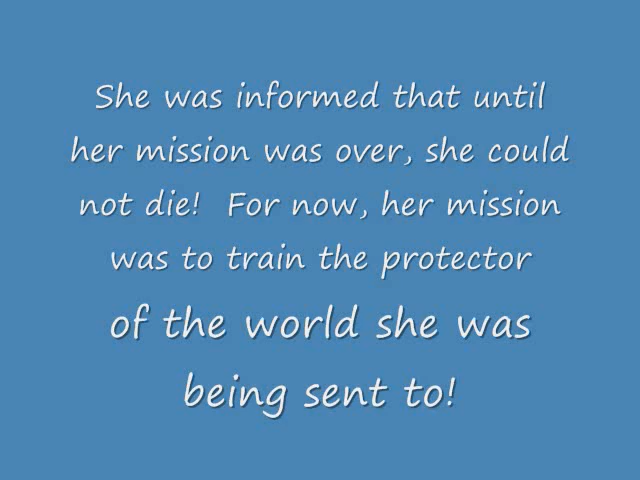 She was informed that until
her mission was over, she could
not die!  For now, her mission
was to train the protector
of the world she was
being sent to!